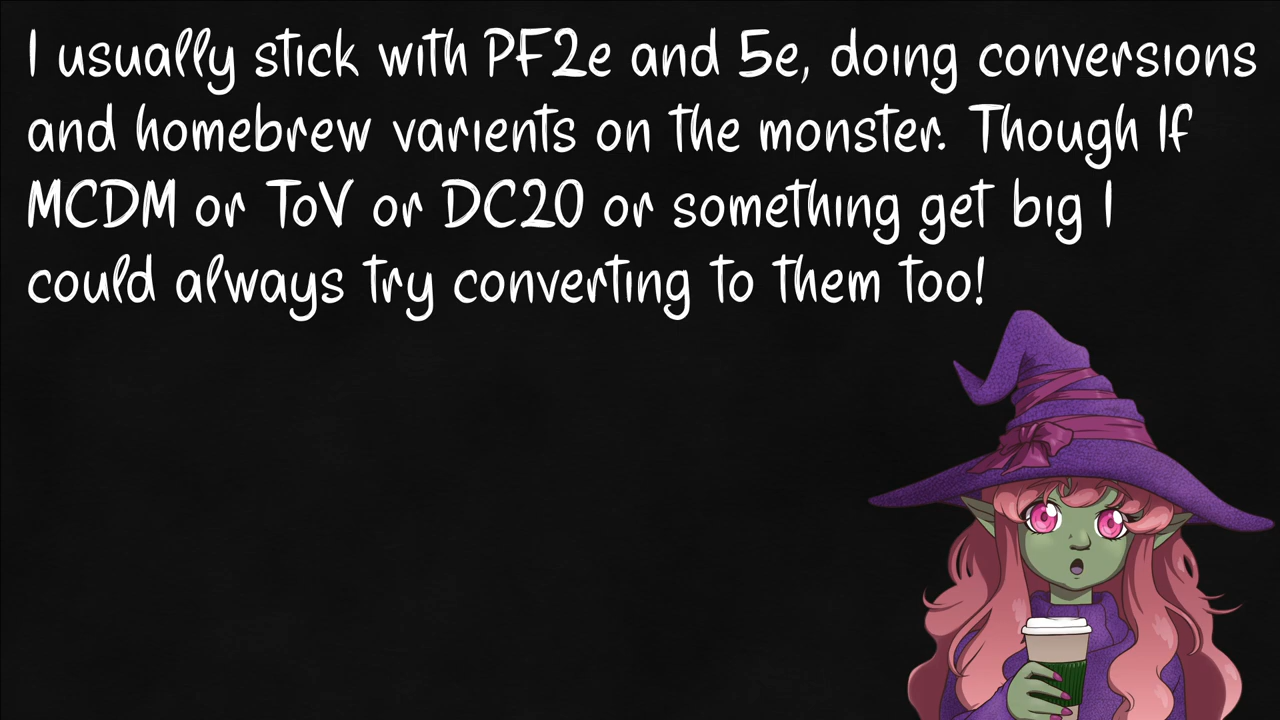 I usually stick with PF2e and 5e, doing conversions
and homebrew varients on the monster. Though If
MCDM or ToV or DC20 or something get big I
could always try converting to them too!